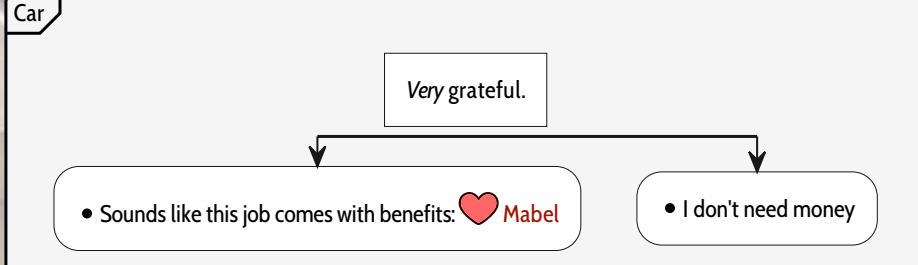 Car
Very grateful.
• Sounds like this job comes with benefits: Mabel
• I don't need money